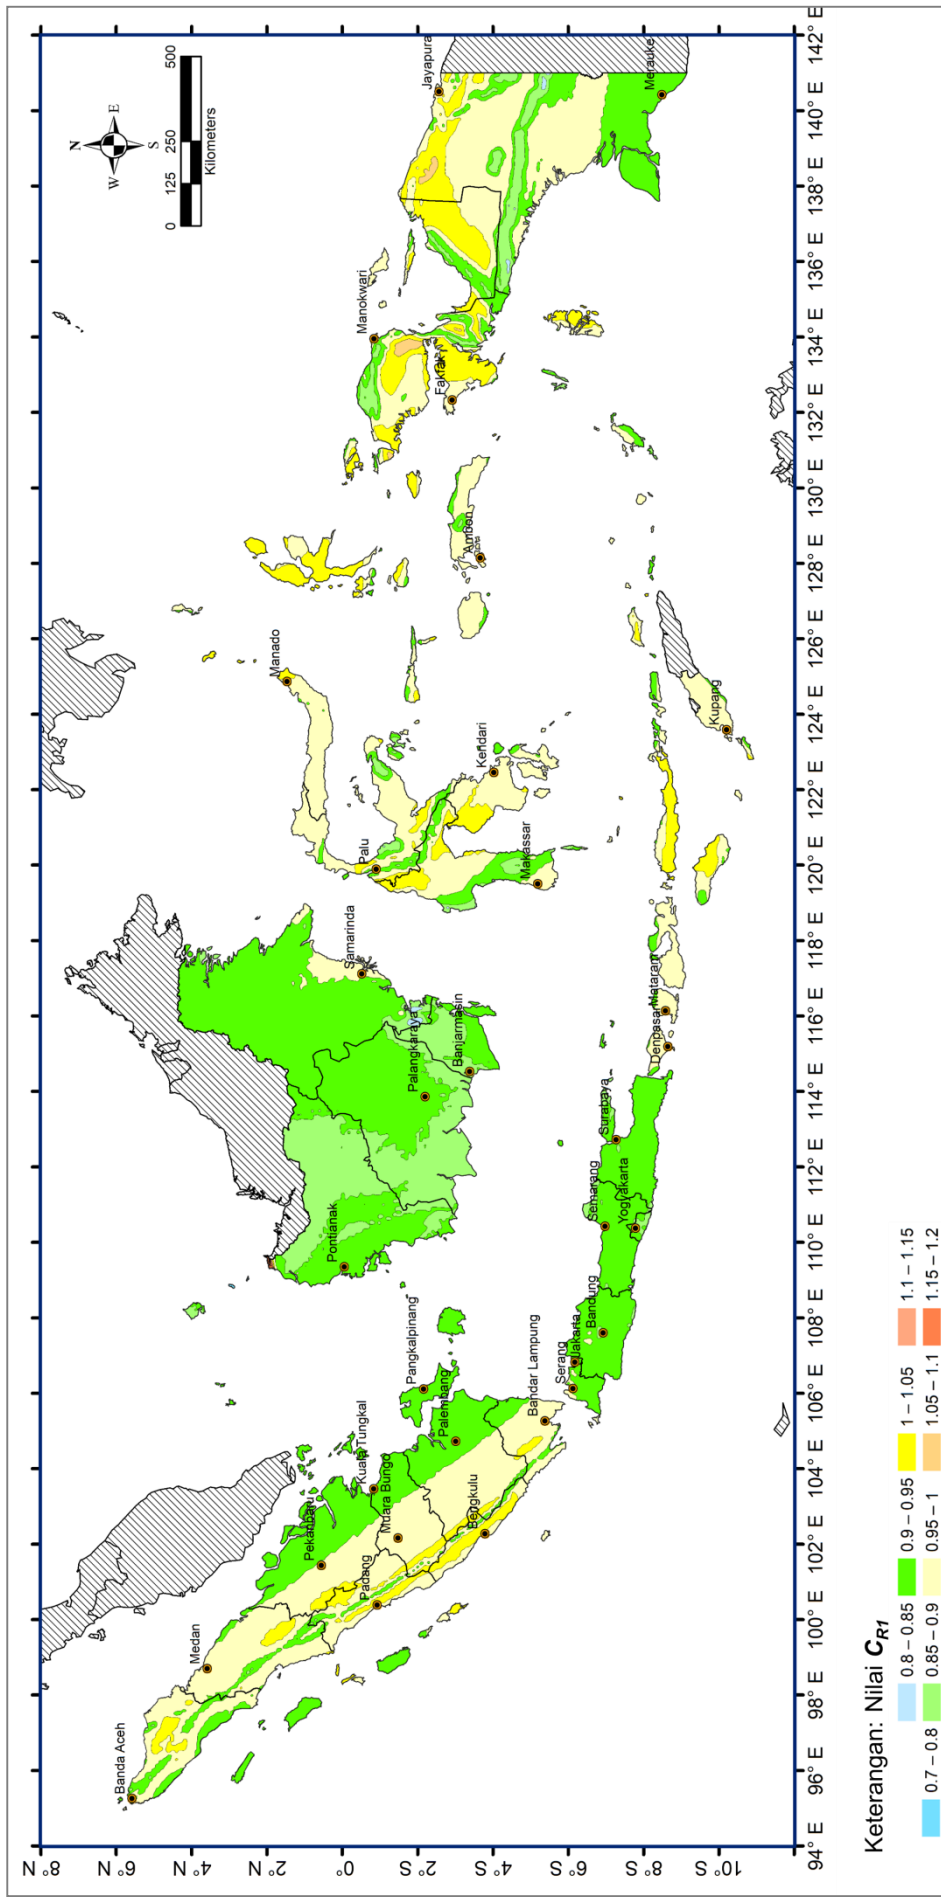 8° N
6° N
4° N
2° N
0°
2° S
4° S
6° S
8° S
10° S
94° E
96° E
98° E
100° E
102° E
104° E
106° E
108° E
110° E
112° E
114° E
116° E
118° E
120° E
122° E
124° E
126° E
128° E
130° E
132° E
134° E
136° E
138° E
140° E
142° E
N
W
E
S
0
125
250
500
Kilometers
Banda Aceh
Medan
Pekanbaru
Padang
Kuala Tungkal
Muara Bungo
Bengkulu
Palembang
Pangkalpinang
Bandar Lampung
Serang
Jakarta
Bandung
Semarang
Yogyakarta
Surabaya
Denpasar
Mataram
Pontianak
Palangkaraya
Banjarmasin
Samarinda
Palu
Makassar
Kendari
Manado
Kupang
Ambon
Fakfak
Manokwari
Jayapura
Merauke
Keterangan: Nilai C_R1
0.7 – 0.8
0.8 – 0.85
0.85 – 0.9
0.9 – 0.95
0.95 – 1
1 – 1.05
1.05 – 1.1
1.1 – 1.15
1.15 – 1.2